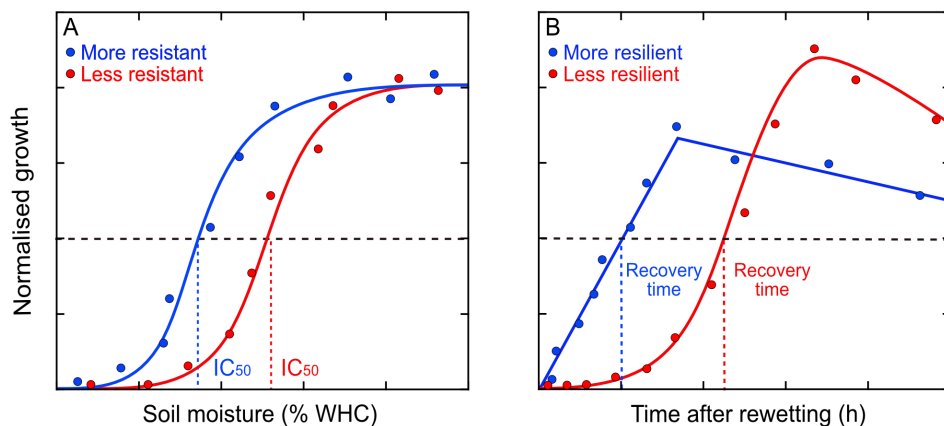 A
More resistant
Less resistant
IC₅₀
IC₅₀
Normalised growth
Soil moisture (% WHC)
B
More resilient
Less resilient
Recovery
time
Recovery
time
Time after rewetting (h)